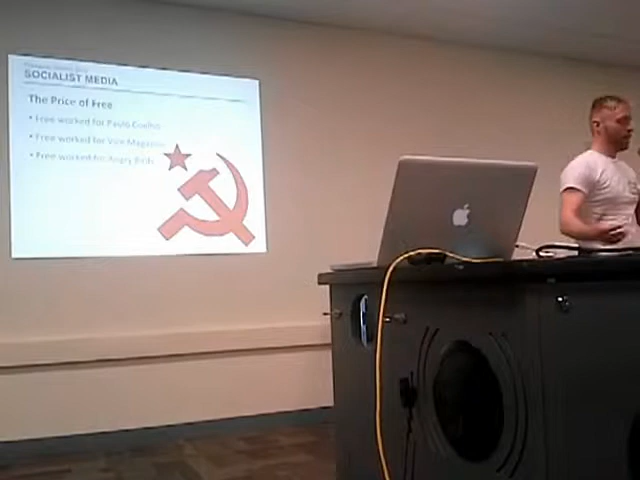 SOCIALIST MEDIA
The Price of Free
• Free worked for Paulo Coelho
• Free worked for Vice Magazine
• Free worked for Angry Birds